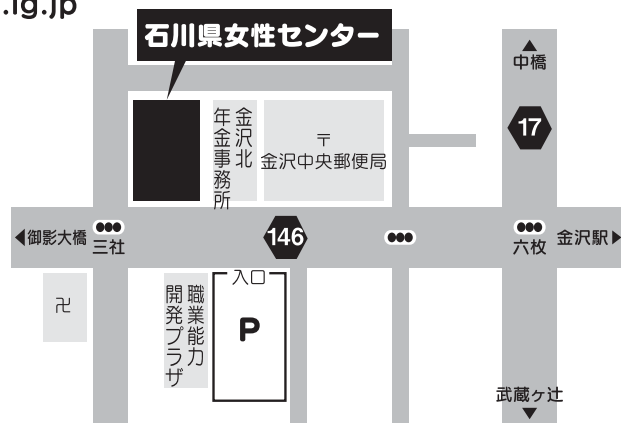 .lg.jp
石川県女性センター
中橋
17
金沢北
年金事務所
〒
金沢中央郵便局
御影大橋
三社
146
六枚
金沢駅
卍
職業能力
開発プラザ
入口
P
武蔵ヶ辻